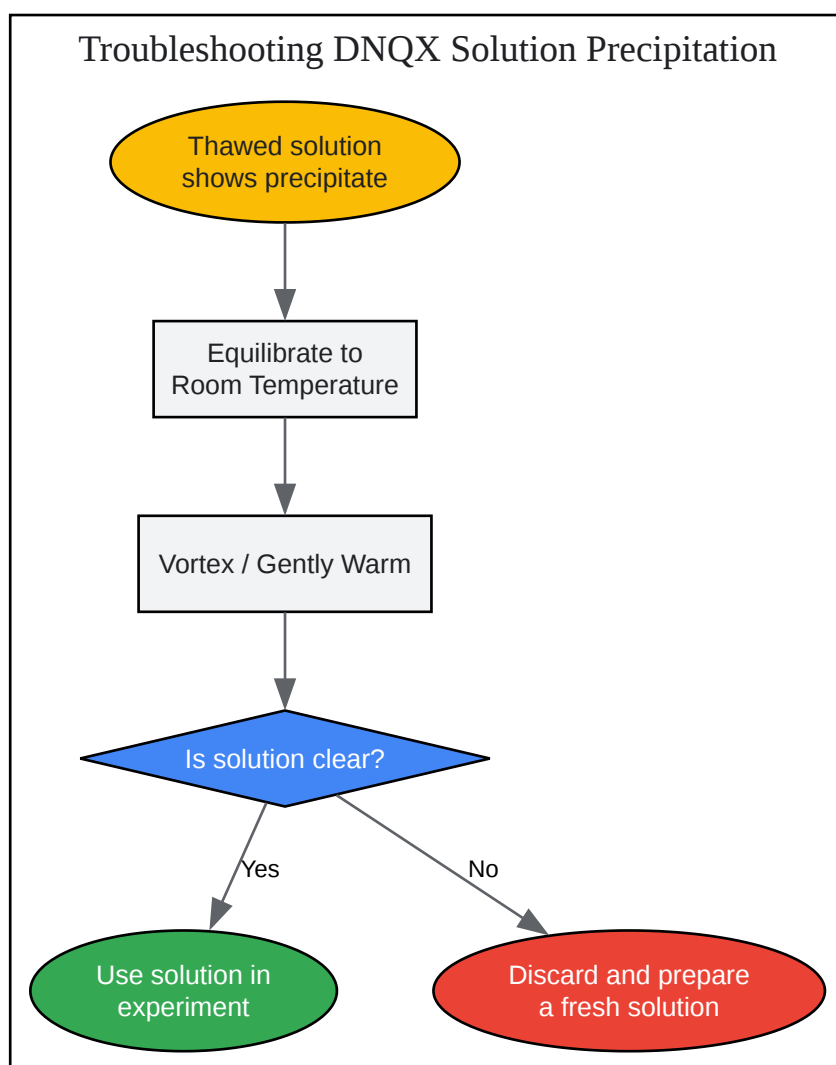 Troubleshooting DNQX Solution Precipitation
Thawed solution
shows precipitate
Equilibrate to
Room Temperature
Vortex / Gently Warm
Is solution clear?
Yes
No
Use solution in
experiment
Discard and prepare
a fresh solution